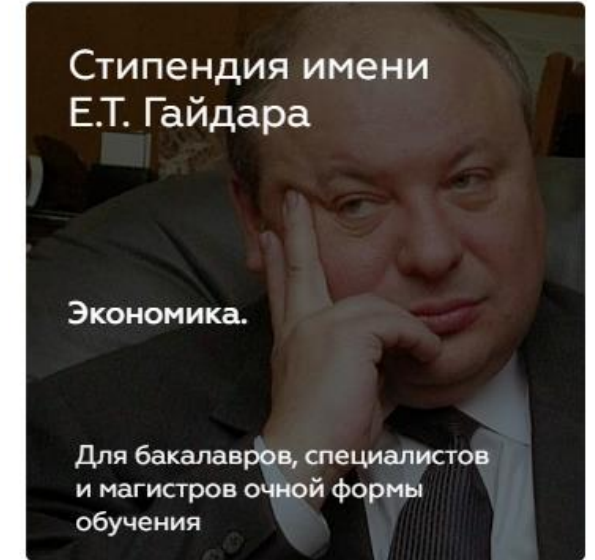 Стипендия имени
Е.Т. Гайдара
Экономика.
Для бакалавров, специалистов
и магистров очной формы
обучения